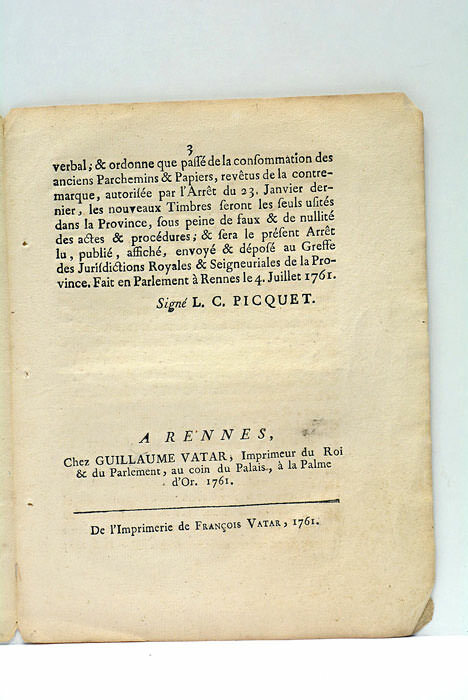 3
verbal; & ordonne que paſſé de la conſommation des
anciens Parchemins & Papiers, revêtus de la contre-
marque, autoriſée par l'Arrêt du 23. Janvier der-
nier, les nouveaux Timbres ſeront les ſeuls uſités
dans la Province, ſous peine de faux & de nullité
des actes & procédures; & ſera le préſent Arrêt
lu, publié, affiché, envoyé & dépoſé au Greffe
des Juriſdictions Royales & Seigneuriales de la Pro-
vince. Fait en Parlement à Rennes le 4. Juillet 1761.
Signé L. C. PICQUET.
A RENNES,
Chez GUILLAUME VATAR, Imprimeur du Roi
& du Parlement, au coin du Palais, à la Palme
d'Or. 1761.
De l'Imprimerie de FRANÇOIS VATAR, 1761.